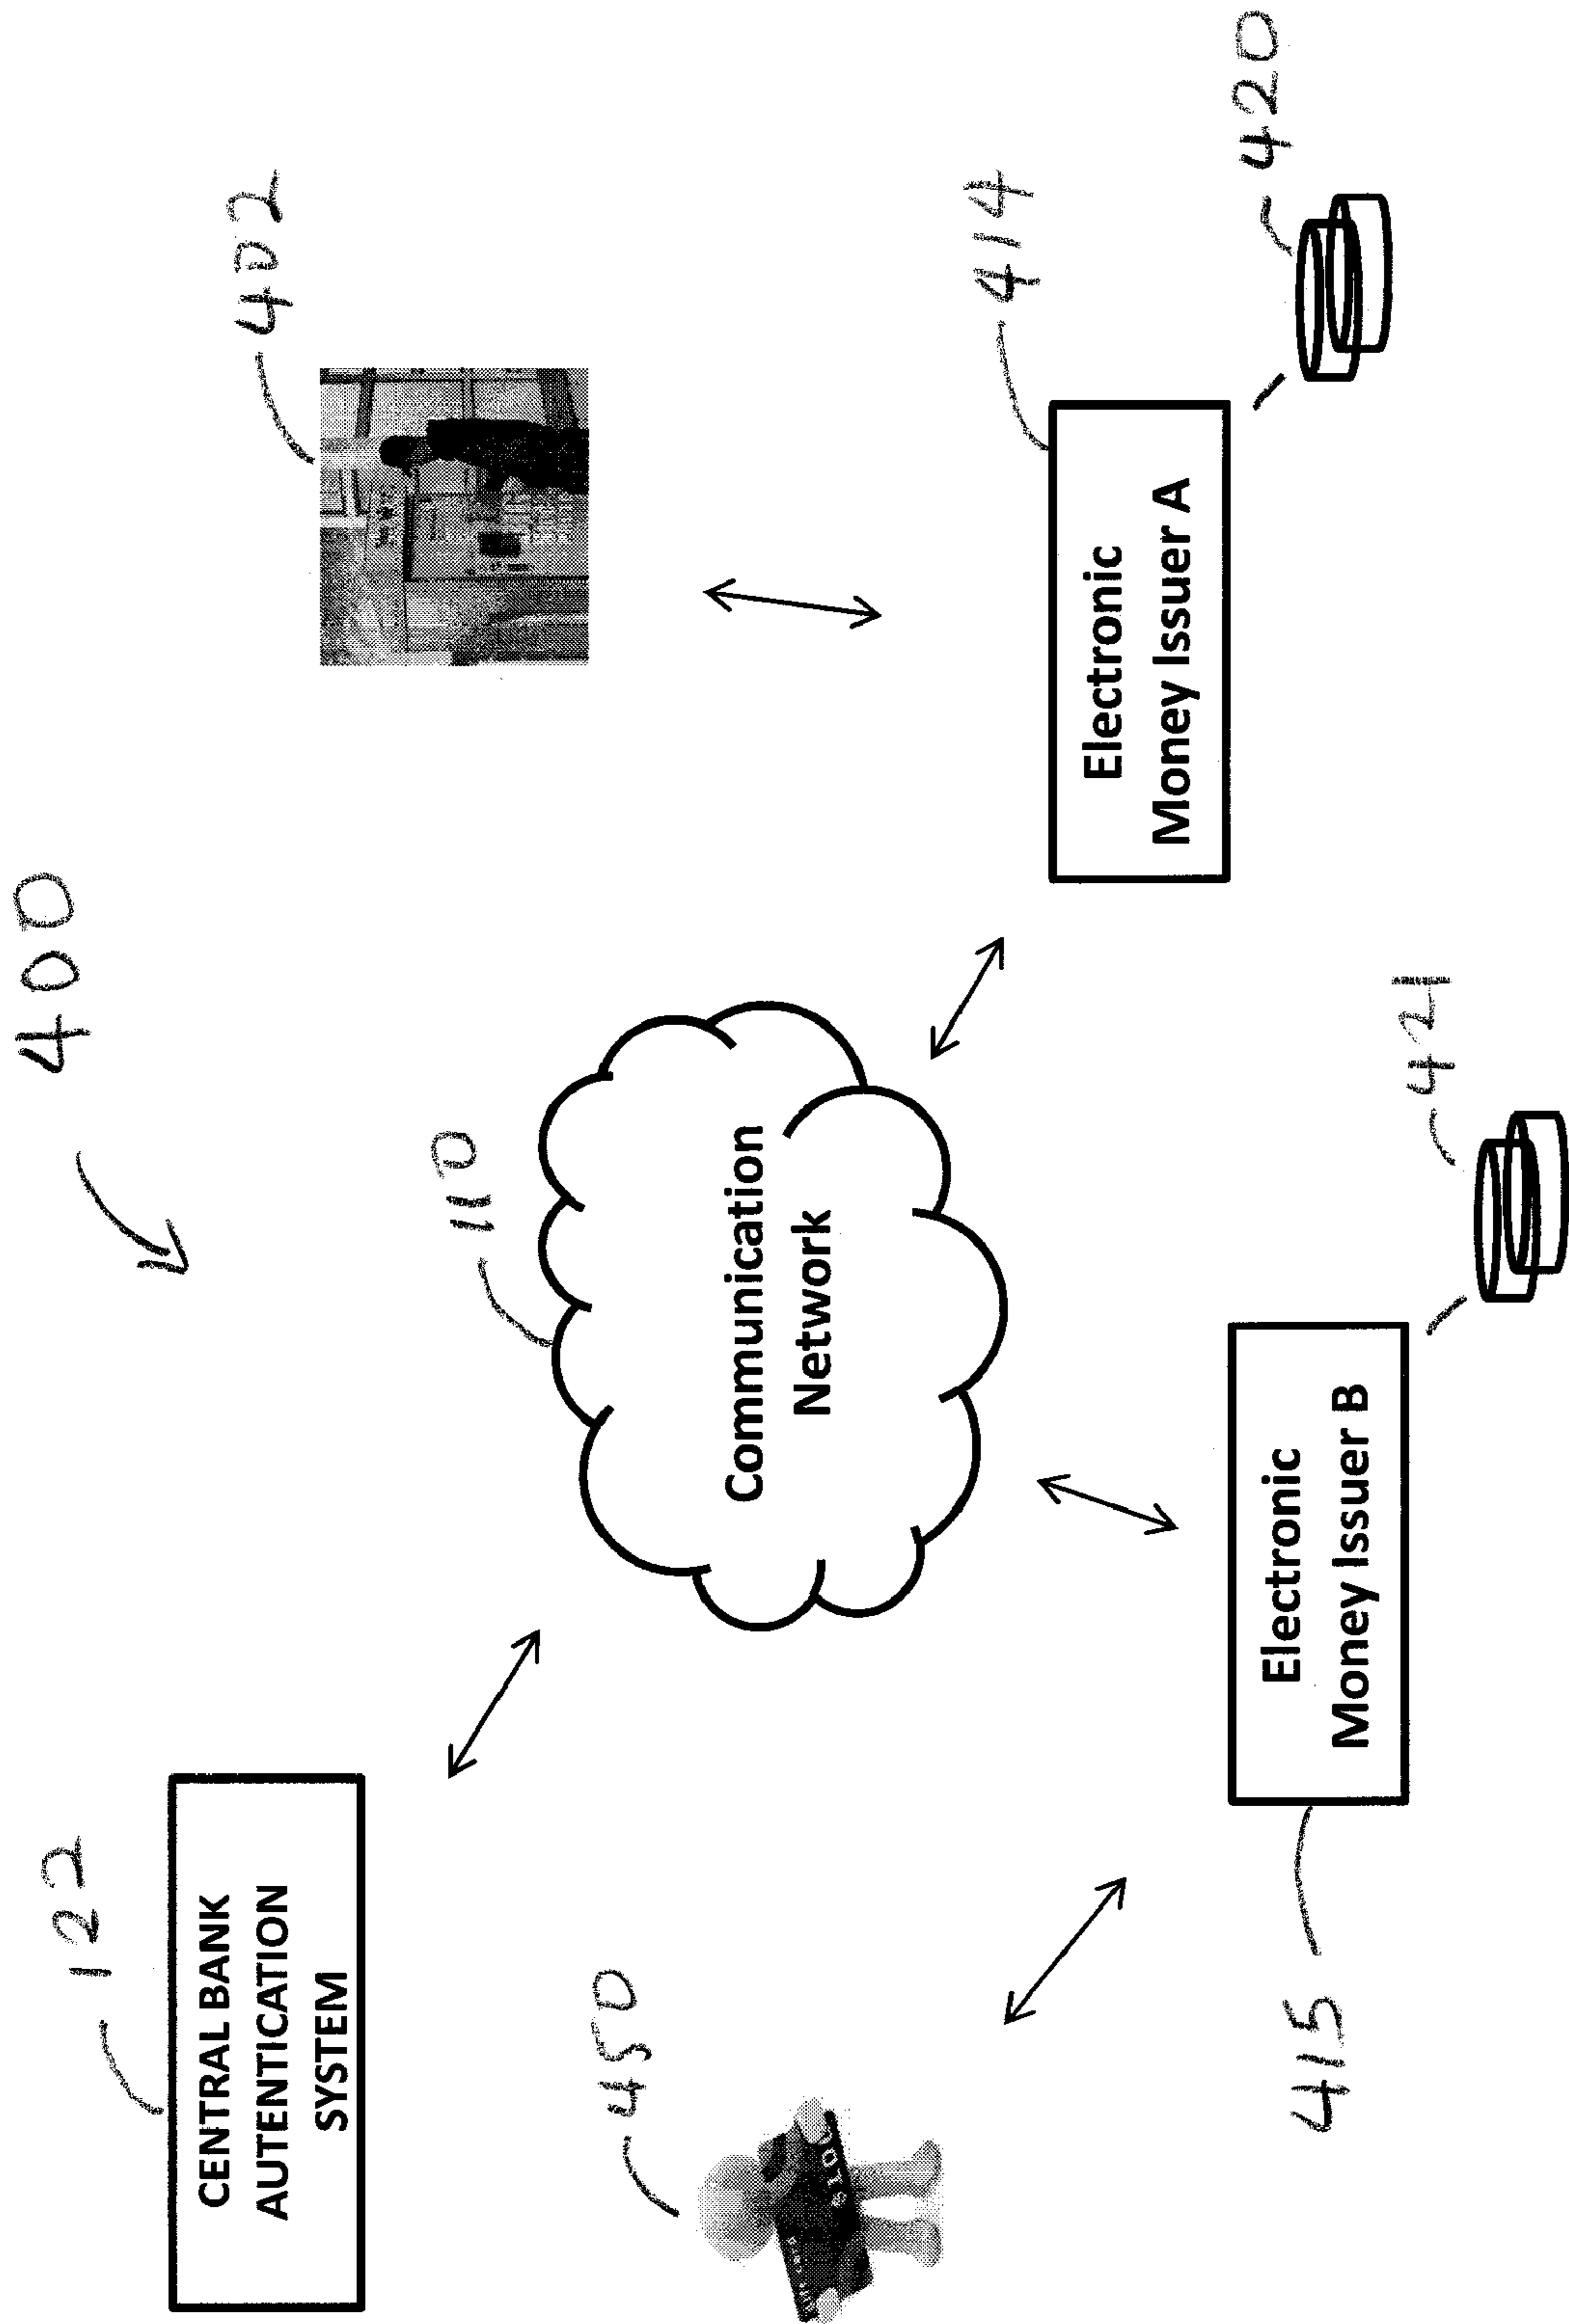 400
122
CENTRAL BANK
AUTENTICATION
SYSTEM
110
Communication
Network
402
450
415
Electronic
Money Issuer B
421
Electronic
Money Issuer A
414
420